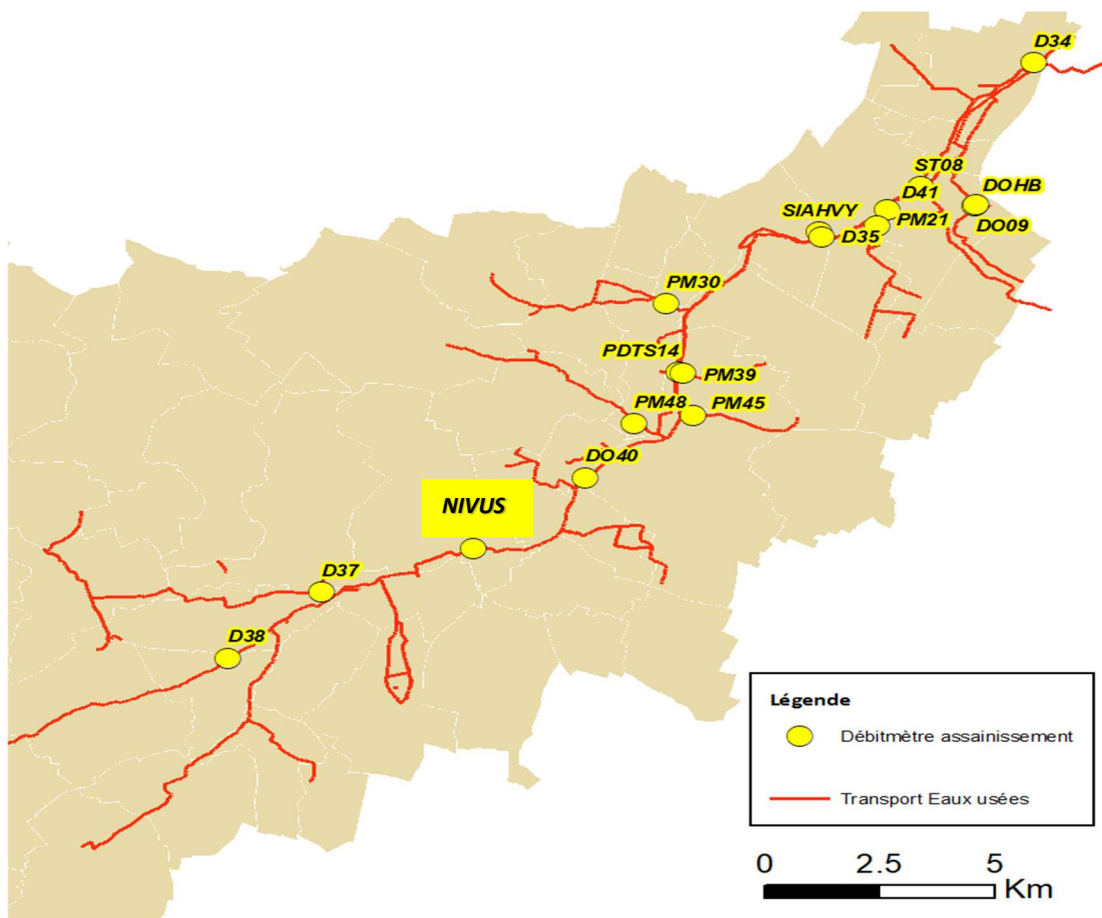 D34
ST08
DOHB
D41
SIAHVY
PM21
DO09
D35
PM30
PDTS14
PM39
PM48
PM45
DO40
NIVUS
D37
D38
Légende
Débitmètre assainissement
Transport Eaux usées
0 2.5 5
Km